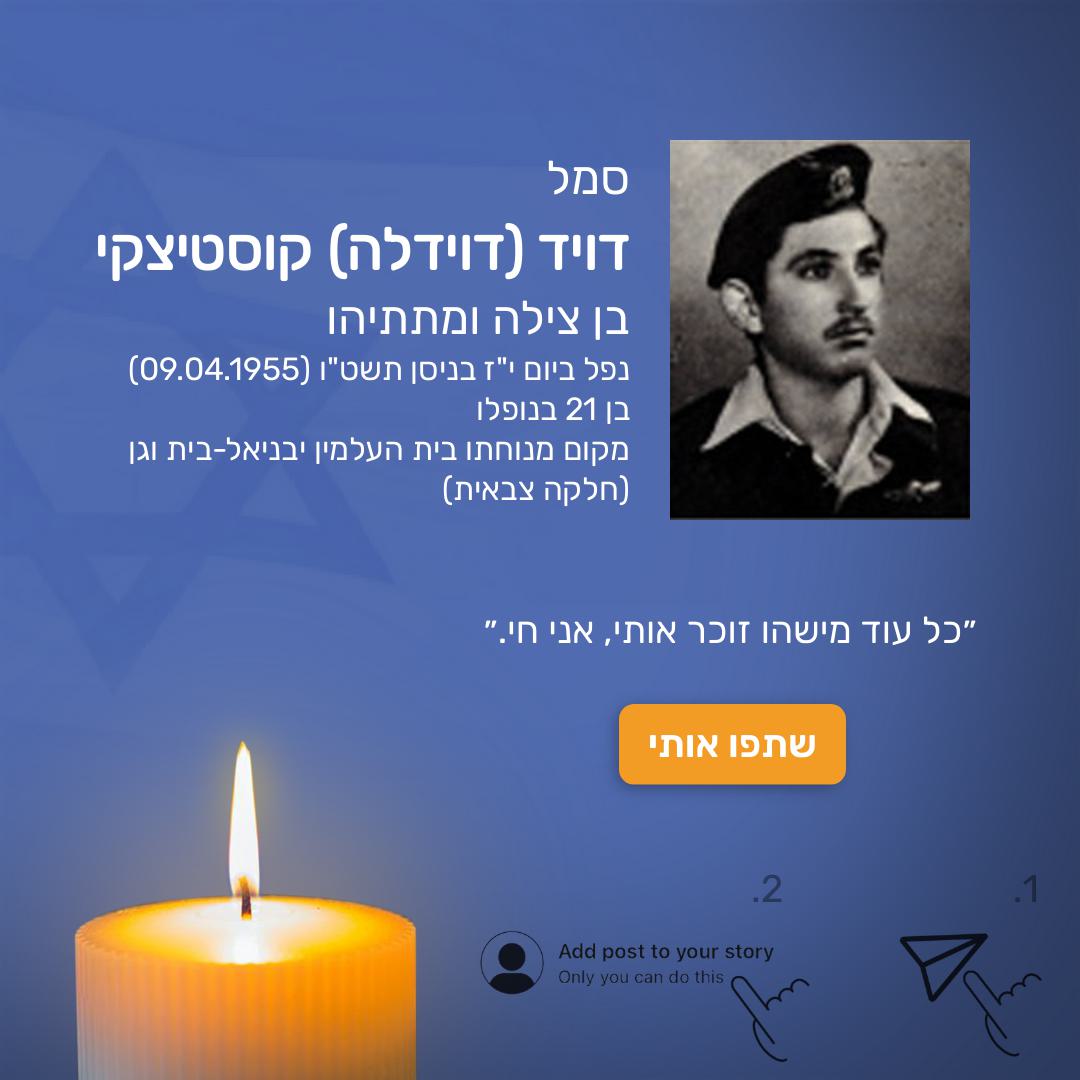 סמל
דויד (דוידלה) קוסטיצקי
בן צילה ומתתיהו
נפל ביום י"ז בניסן תשט"ו (09.04.1955)
בן 21 בנופלו
מקום מנוחתו בית העלמין יבניאל-בית וגן
(חלקה צבאית)
״כל עוד מישהו זוכר אותי, אני חי.״
שתפו אותי
.1
.2
Add post to your story
Only you can do this